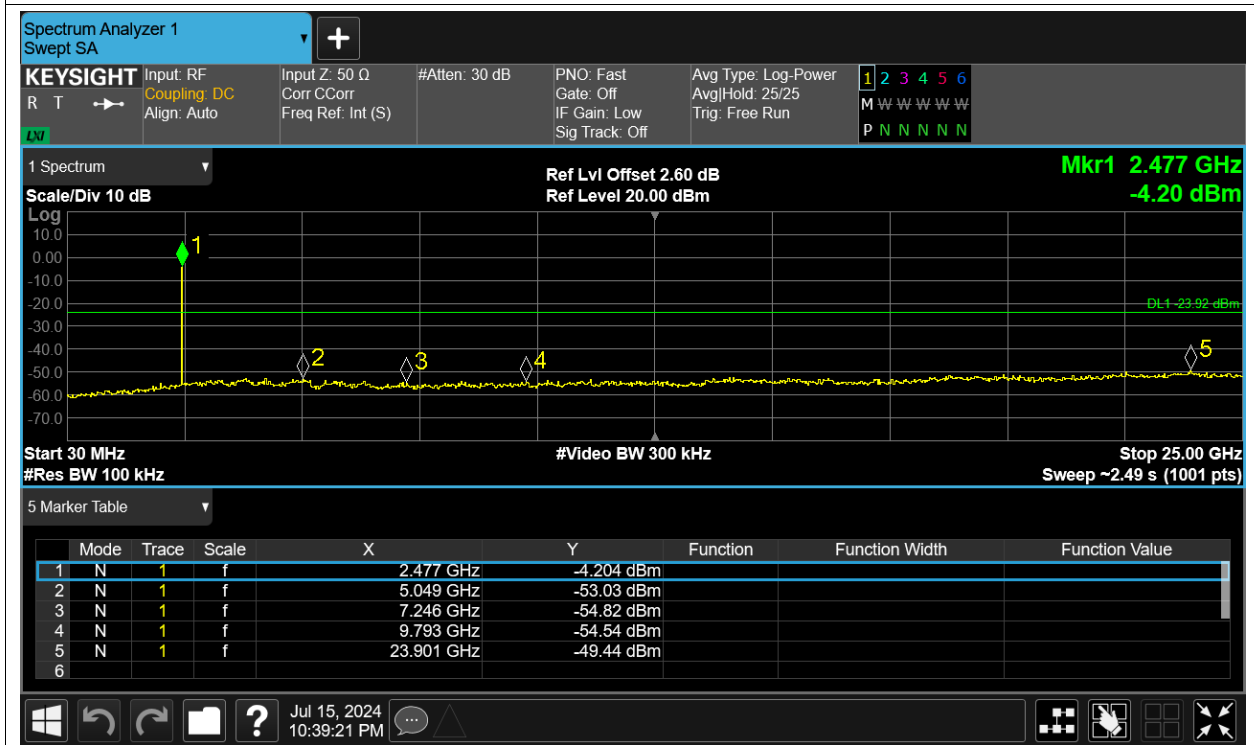 Spectrum Analyzer 1
Swept SA
+
KEYSIGHT
R T
LXI
Input: RF
Coupling: DC
Align: Auto
Input Z: 50 Ω
Corr CCorr
Freq Ref: Int (S)
#Atten: 30 dB
PNO: Fast
Gate: Off
IF Gain: Low
Sig Track: Off
Avg Type: Log-Power
Avg|Hold: 25/25
Trig: Free Run
1 2 3 4 5 6
M W W W W W
P N N N N N
1 Spectrum
Scale/Div 10 dB
Ref Lvl Offset 2.60 dB
Ref Level 20.00 dBm
Mkr1 2.477 GHz
-4.20 dBm
Log
10.0
0.00
-10.0
-20.0
-30.0
-40.0
-50.0
-60.0
-70.0
1
2
3
4
5
DL1 -23.92 dBm
Start 30 MHz
#Res BW 100 kHz
#Video BW 300 kHz
Stop 25.00 GHz
Sweep ~2.49 s (1001 pts)
5 Marker Table
Mode Trace Scale X Y Function Function Width Function Value
1 N 1 f 2.477 GHz -4.204 dBm
2 N 1 f 5.049 GHz -53.03 dBm
3 N 1 f 7.246 GHz -54.82 dBm
4 N 1 f 9.793 GHz -54.54 dBm
5 N 1 f 23.901 GHz -49.44 dBm
6
?
Jul 15, 2024
10:39:21 PM